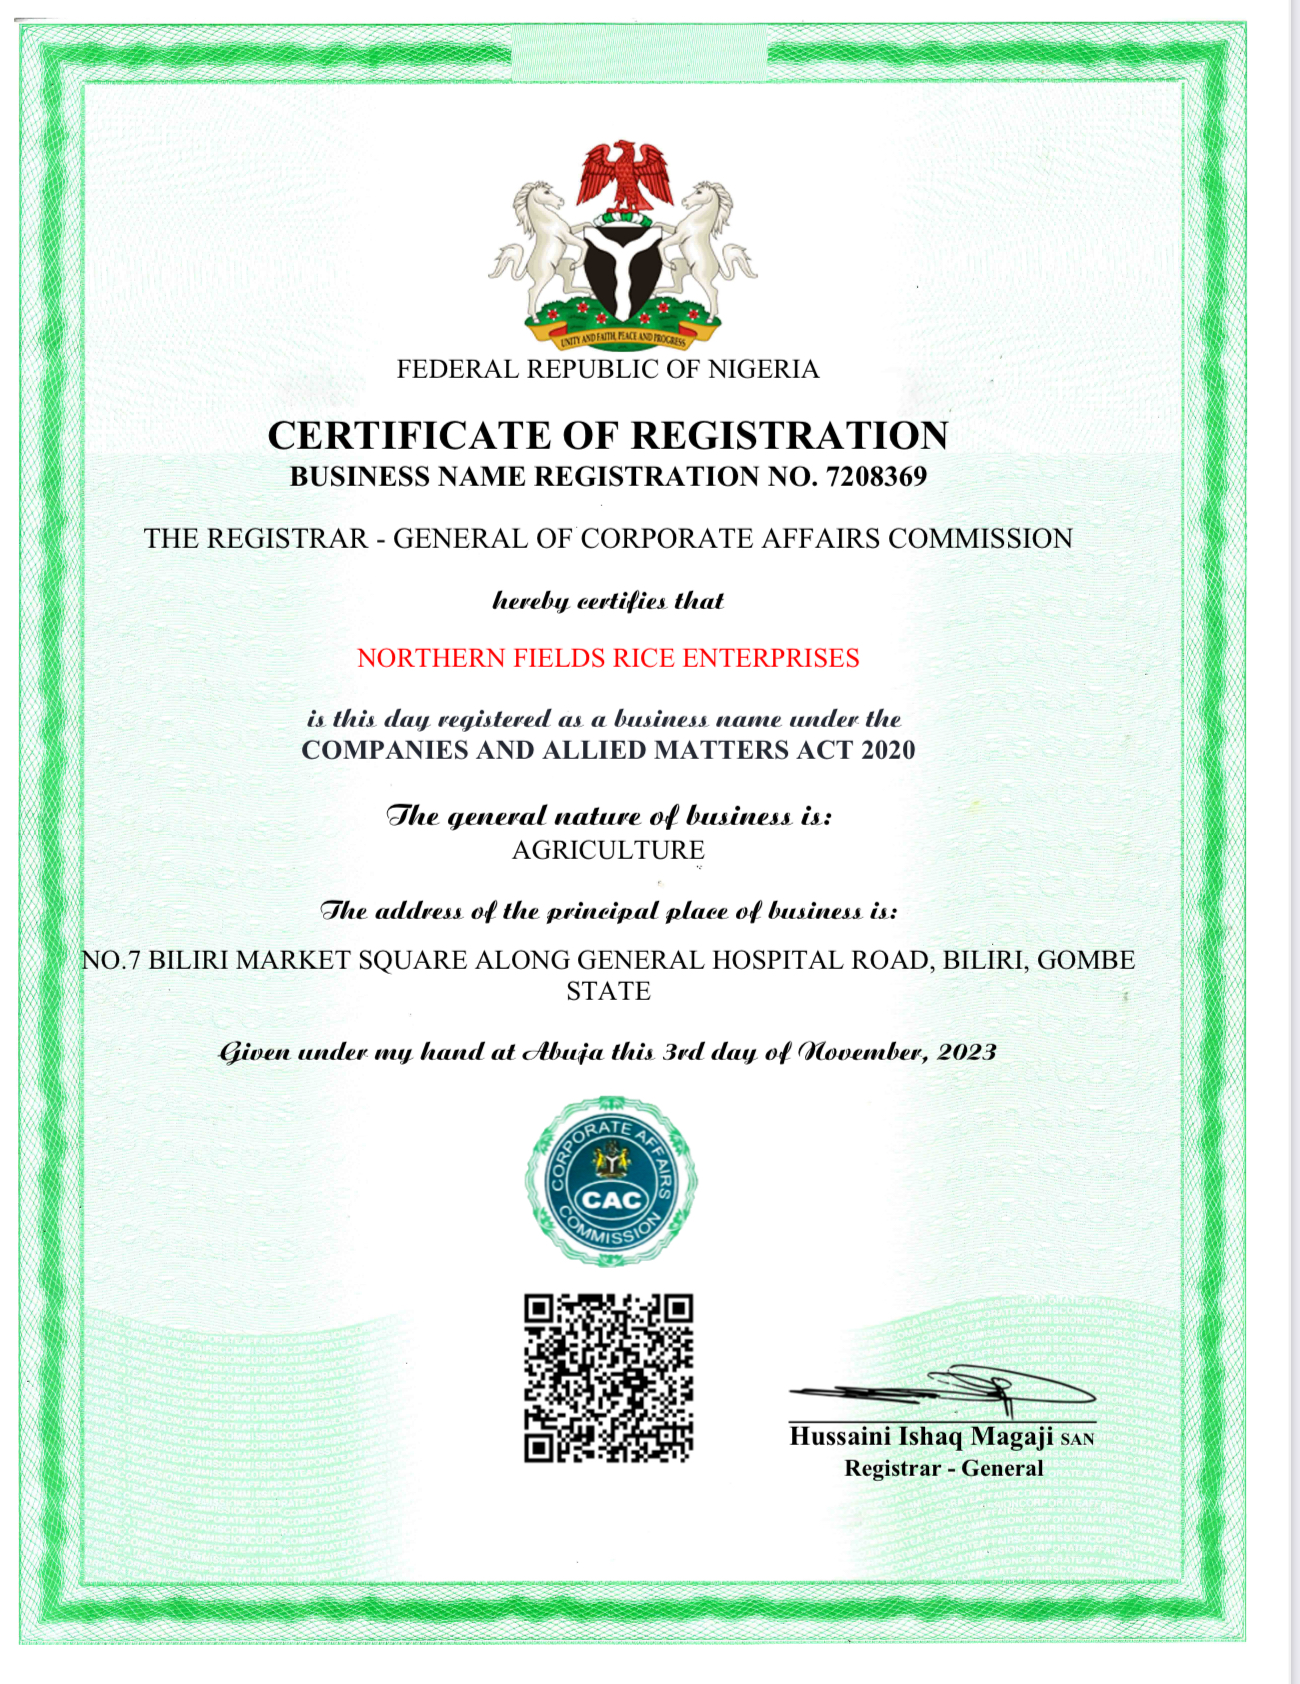 UNITY AND FAITH, PEACE AND PROGRESS
FEDERAL REPUBLIC OF NIGERIA
CERTIFICATE OF REGISTRATION
BUSINESS NAME REGISTRATION NO. 7208369
THE REGISTRAR - GENERAL OF CORPORATE AFFAIRS COMMISSION
hereby certifies that
NORTHERN FIELDS RICE ENTERPRISES
is this day registered as a business name under the
COMPANIES AND ALLIED MATTERS ACT 2020
The general nature of business is:
AGRICULTURE
The address of the principal place of business is:
NO.7 BILIRI MARKET SQUARE ALONG GENERAL HOSPITAL ROAD, BILIRI, GOMBE
STATE
Given under my hand at Abuja this 3rd day of November, 2023
CORPORATE AFFAIRS
CAC
COMMISSION
Hussaini Ishaq Magaji SAN
Registrar - General